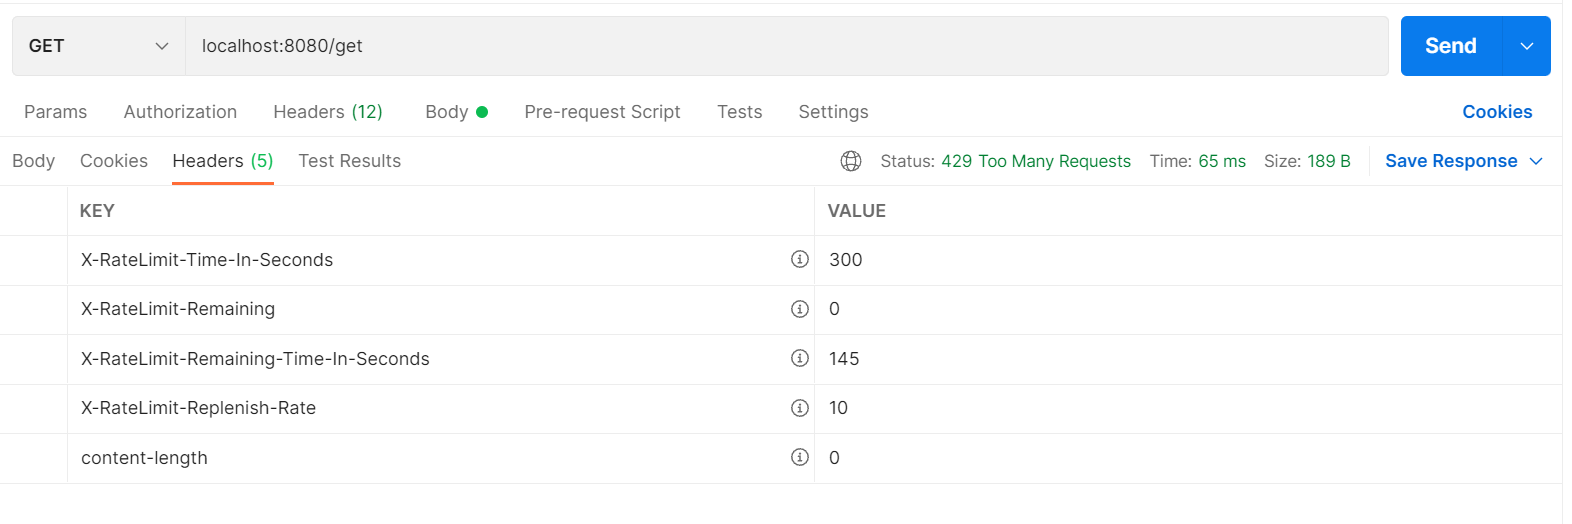 GET localhost:8080/get Send
Params Authorization Headers (12) Body Pre-request Script Tests Settings Cookies
Body Cookies Headers (5) Test Results Status: 429 Too Many Requests Time: 65 ms Size: 189 B Save Response
KEY VALUE
X-RateLimit-Time-In-Seconds 300
X-RateLimit-Remaining 0
X-RateLimit-Remaining-Time-In-Seconds 145
X-RateLimit-Replenish-Rate 10
content-length 0